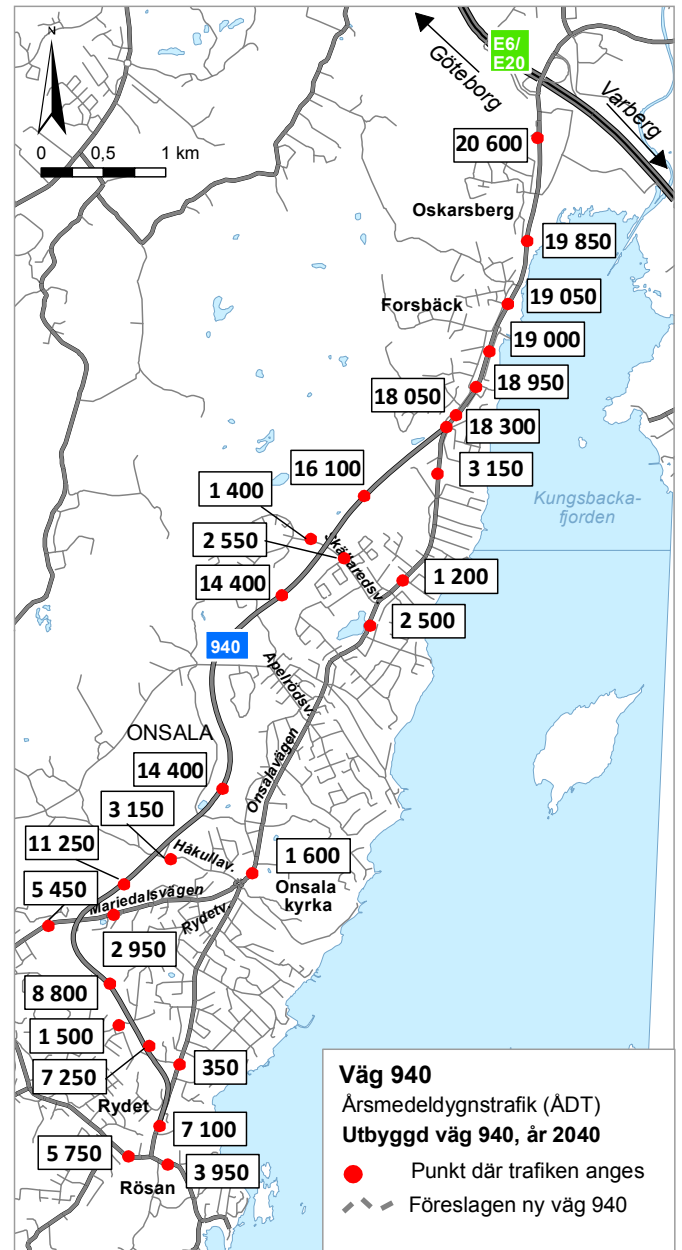 N
0 0,5 1 km
E6/
E20
Göteborg
Varberg
20 600
Oskarsberg
19 850
19 050
Forsbäck
19 000
18 950
18 050
18 300
3 150
16 100
Kungsbacka-
fjorden
1 400
2 550
1 200
14 400
2 500
940
Apelrödsv.
ONSALA
Onsalavägen
14 400
3 150
Håkullav.
11 250
1 600
Onsala
kyrka
5 450
Mariedalsvägen
Rydetv.
2 950
8 800
1 500
7 250
350
Rydet
7 100
5 750
3 950
Rösan
Väg 940
Årsmedeldygnstrafik (ÅDT)
Utbyggd väg 940, år 2040
Punkt där trafiken anges
Föreslagen ny väg 940